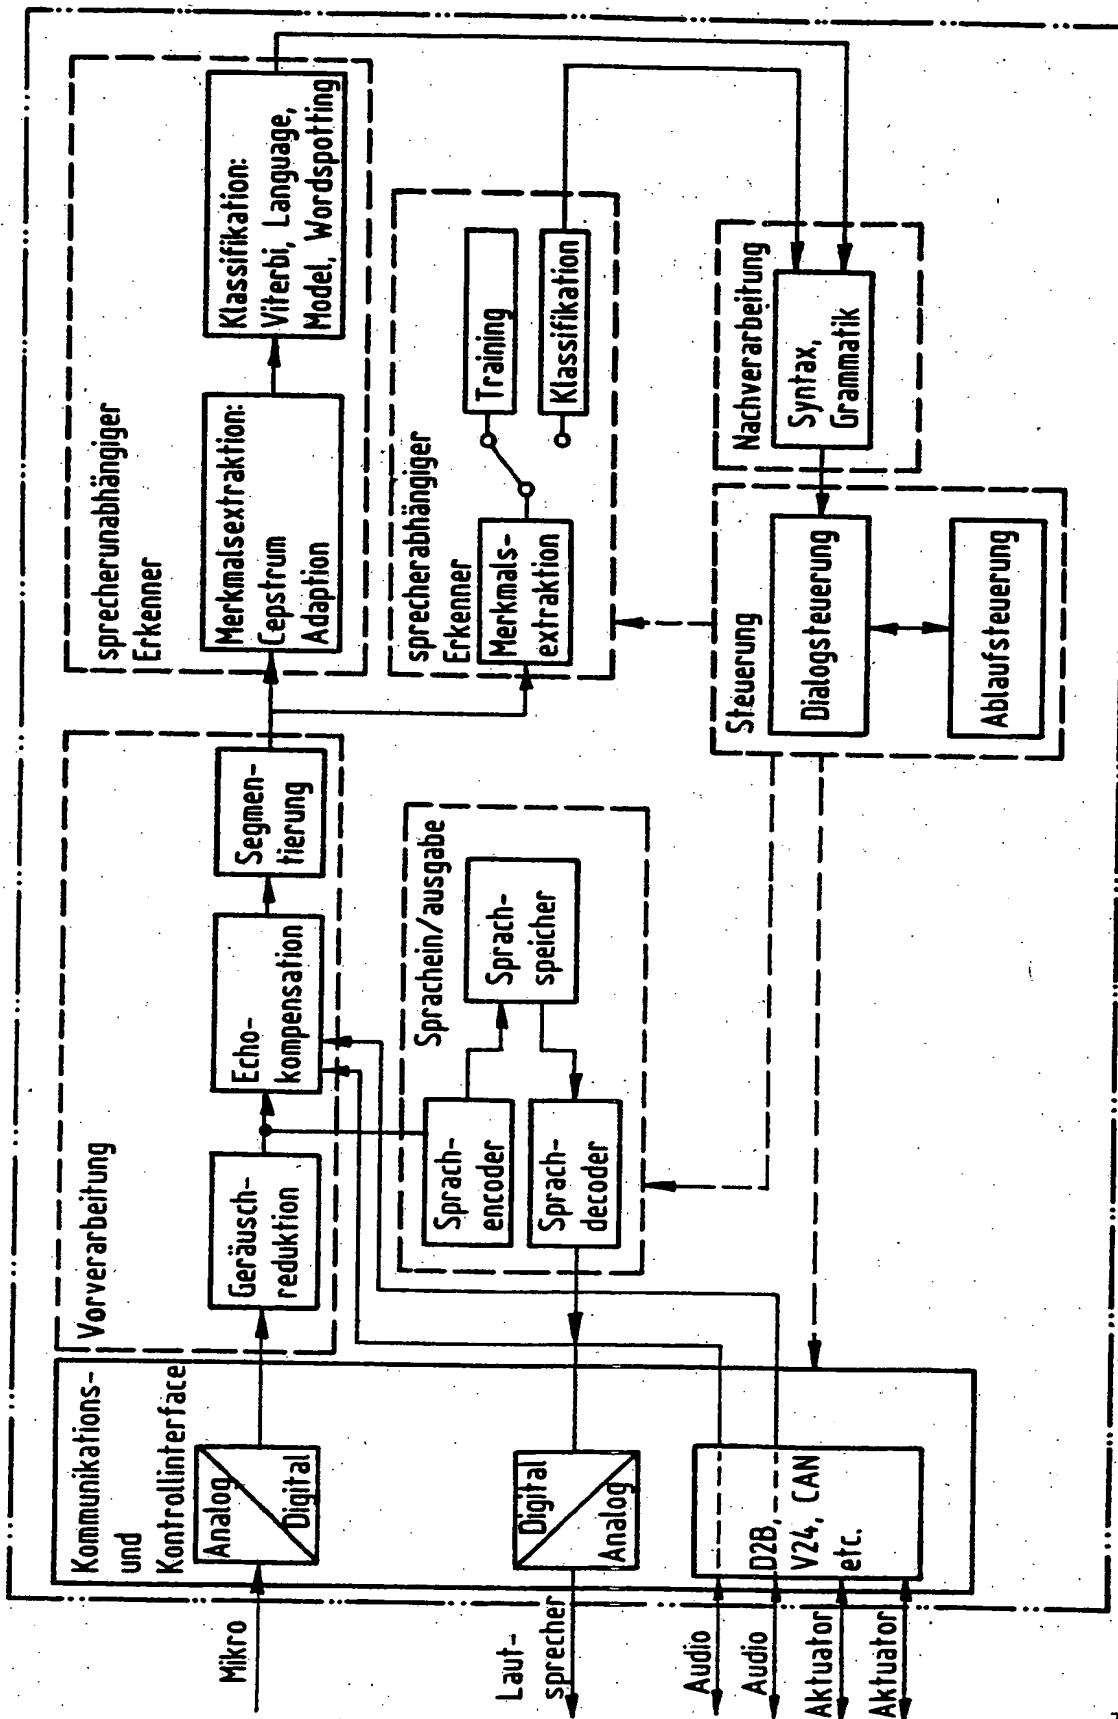 Kommunikations-
und
Kontrollinterface
Mikro
Analog
Digital
Laut-
sprecher
Digital
Analog
Audio
Audio
Aktuator
Aktuator
D2B,
V24, CAN
etc.
Vorverarbeitung
Geräusch-
reduktion
Echo-
kompensation
Segmen-
tierung
Sprachein/ausgabe
Sprach-
encoder
Sprach-
decoder
Sprach-
speicher
sprecherunabhängiger
Erkenner
Merkmalsextraktion:
Cepstrum
Adaption
Klassifikation:
Viterbi, Language,
Model, Wordspotting
sprecherabhängiger
Erkenner
Merkmals-
extraktion
Training
Klassifikation
Steuerung
Dialogsteuerung
Ablaufsteuerung
Nachverarbeitung
Syntax,
Grammatik